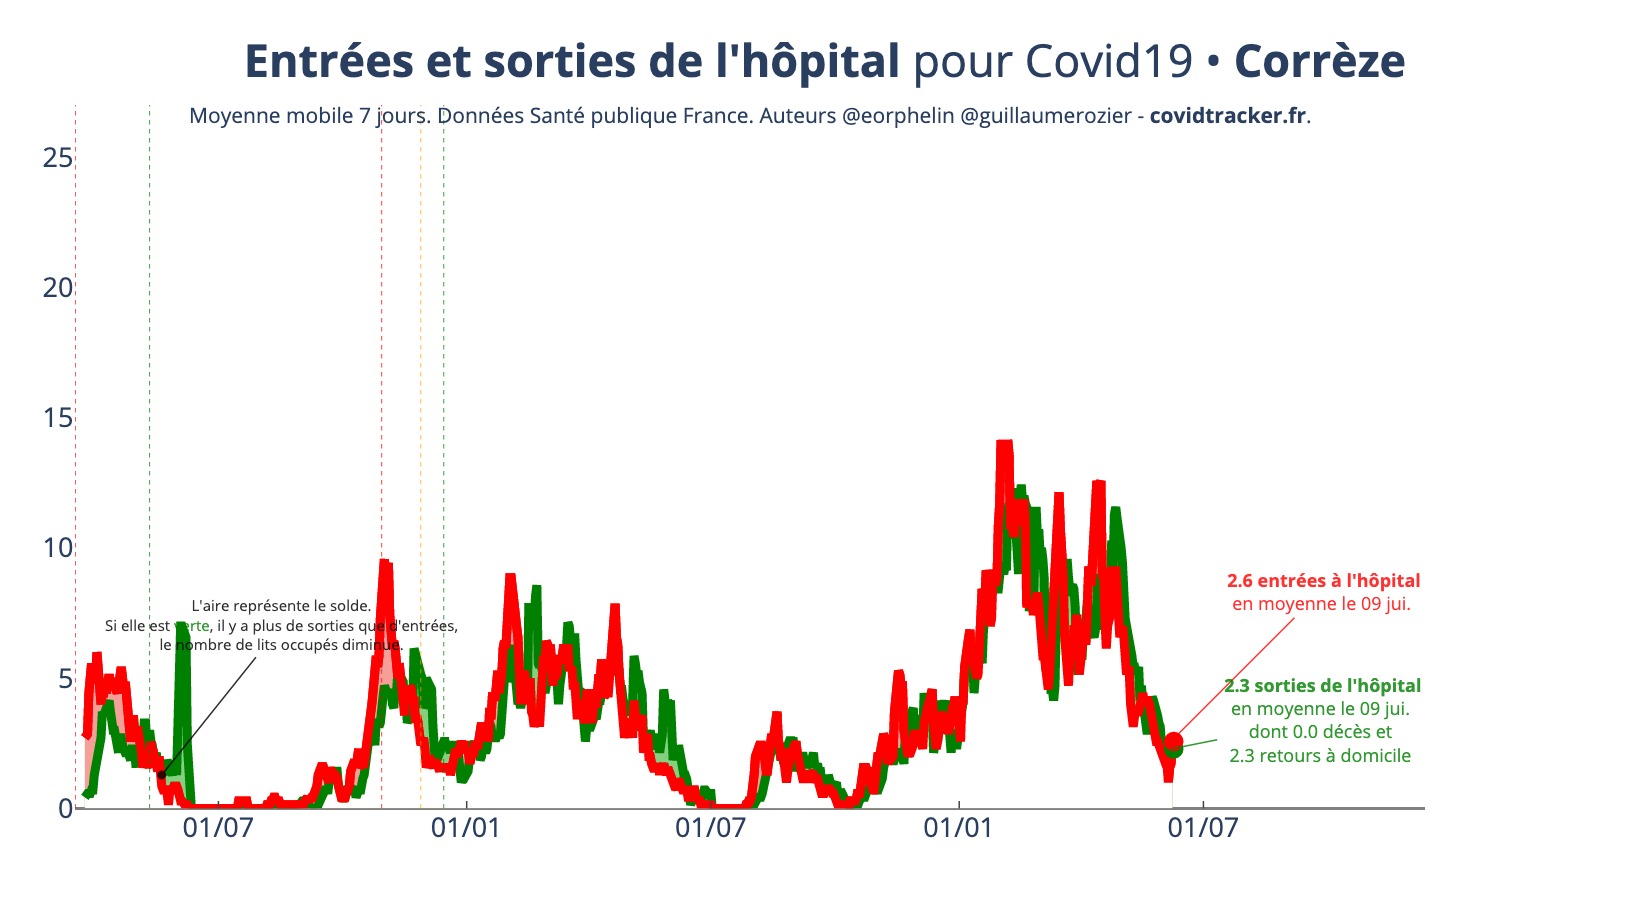 Entrées et sorties de l'hôpital pour Covid19 • Corrèze
Moyenne mobile 7 jours. Données Santé publique France. Auteurs @eorphelin @guillaumerozier - covidtracker.fr.
25
20
15
10
5
0
L'aire représente le solde.
Si elle est verte, il y a plus de sorties que d'entrées,
le nombre de lits occupés diminue.
2.6 entrées à l'hôpital
en moyenne le 09 jui.
2.3 sorties de l'hôpital
en moyenne le 09 jui.
dont 0.0 décès et
2.3 retours à domicile
01/07
01/01
01/07
01/01
01/07